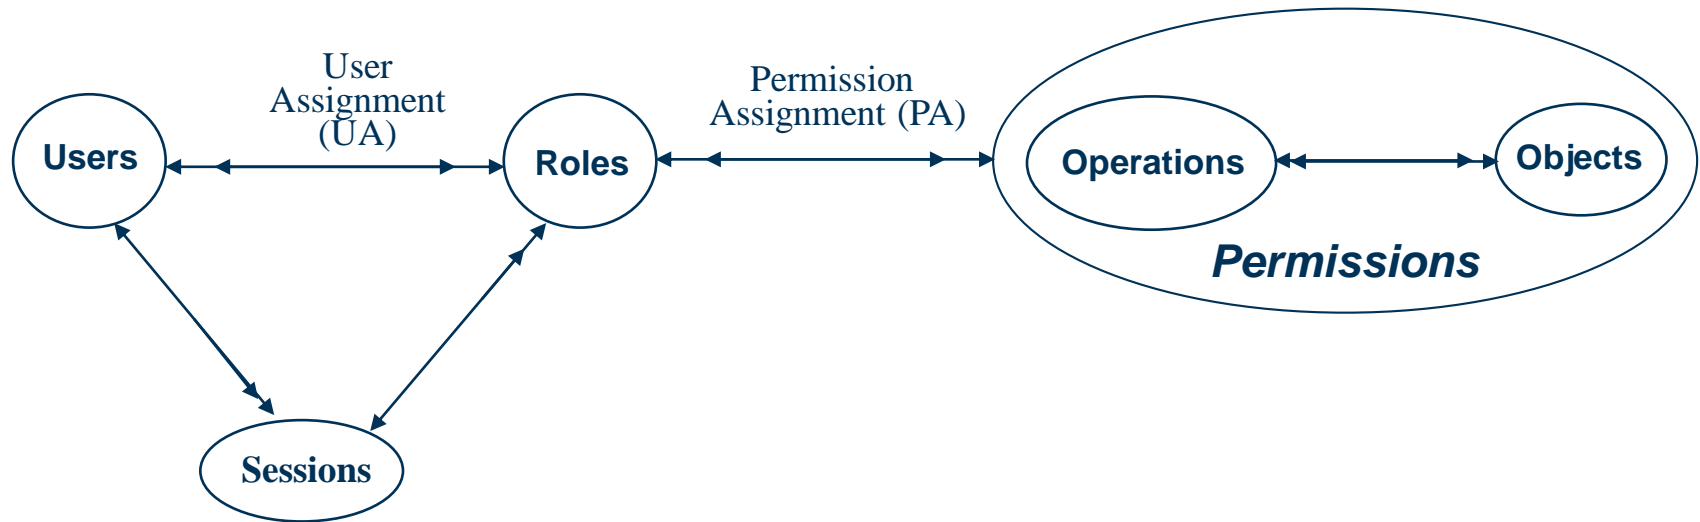 User
Assignment
(UA)
Permission
Assignment (PA)
Users
Roles
Operations
Objects
Permissions
Sessions